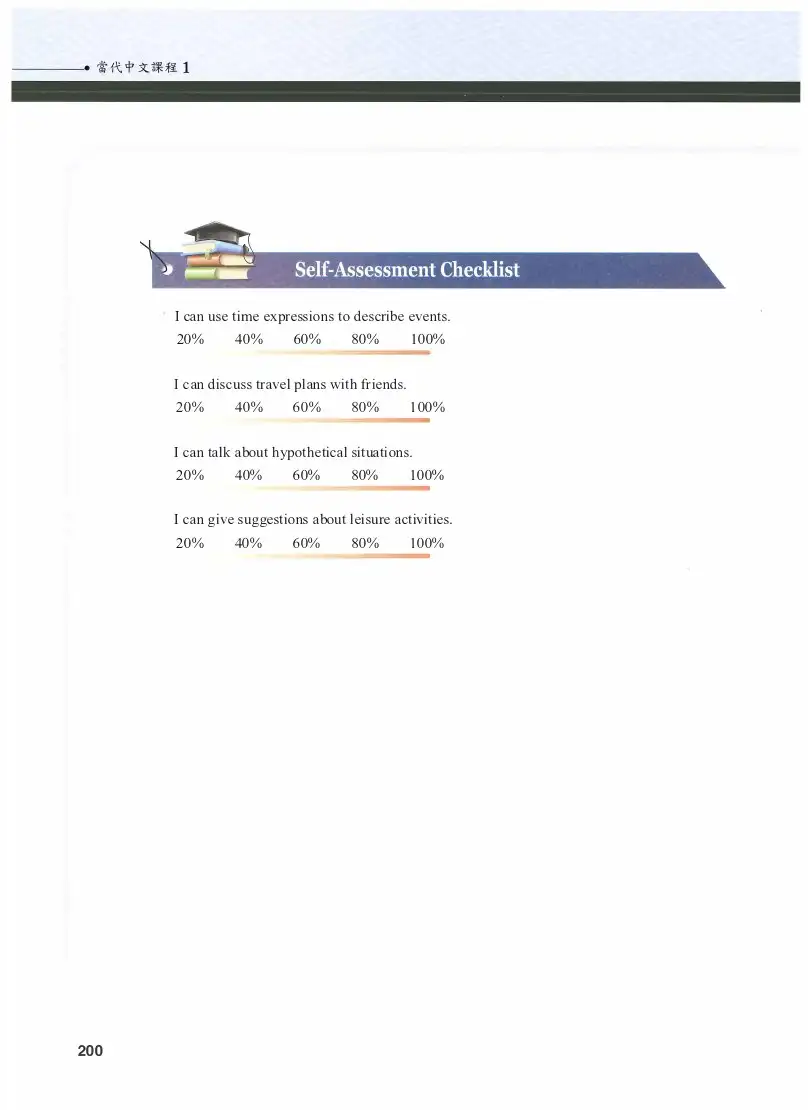 當代中文課程 1
Self-Assessment Checklist
I can use time expressions to describe events.
20% 40% 60% 80% 100%
I can discuss travel plans with friends.
20% 40% 60% 80% 100%
I can talk about hypothetical situations.
20% 40% 60% 80% 100%
I can give suggestions about leisure activities.
20% 40% 60% 80% 100%
200